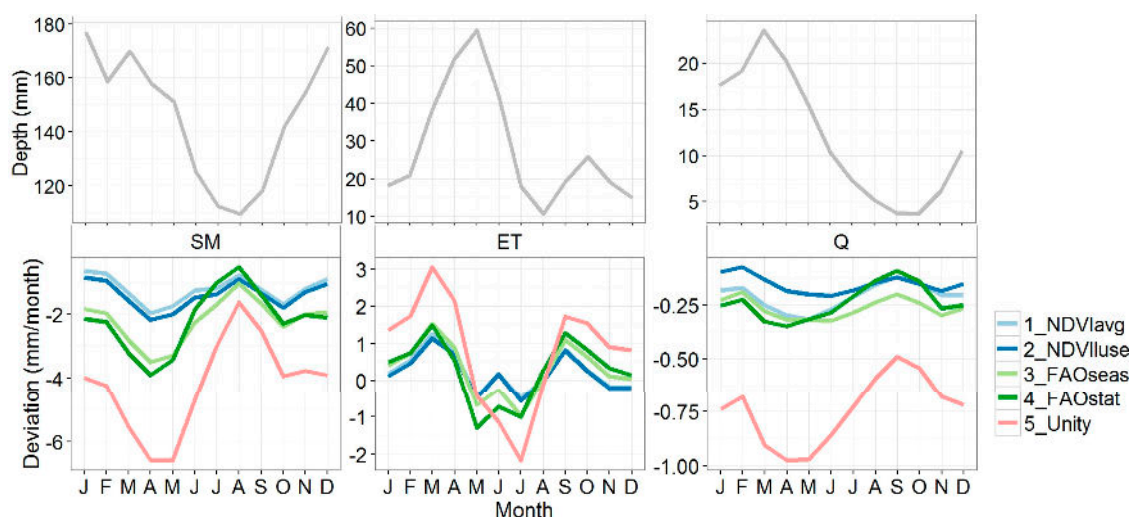 180
160
140
120
Depth (mm)
60
50
40
30
20
10
20
15
10
5
SM
ET
Q
-2
-4
-6
Deviation (mm/month)
3
2
1
0
-1
-2
-0.25
-0.50
-0.75
-1.00
J F M A M J J A S O N D
J F M A M J J A S O N D
J F M A M J J A S O N D
Month
1_NDVIavg
2_NDVIluse
3_FAOseas
4_FAOstat
5_Unity